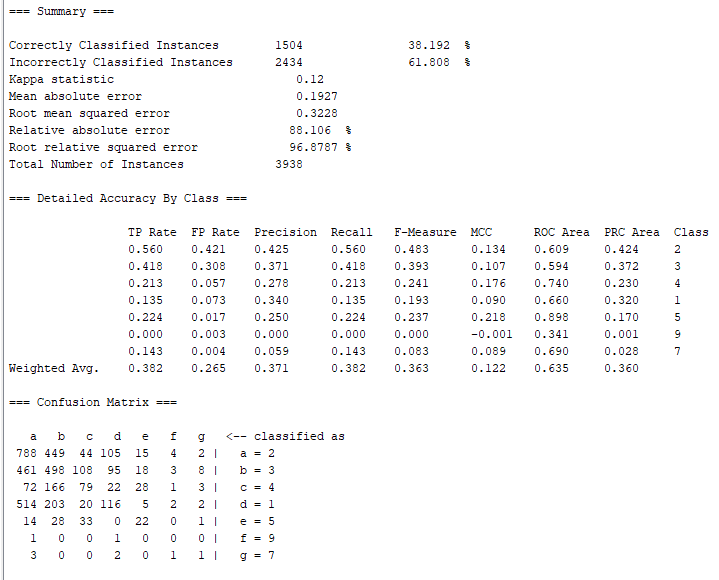 === Summary ===
Correctly Classified Instances 1504 38.192 %
Incorrectly Classified Instances 2434 61.808 %
Kappa statistic 0.12
Mean absolute error 0.1927
Root mean squared error 0.3228
Relative absolute error 88.106 %
Root relative squared error 96.8787 %
Total Number of Instances 3938
=== Detailed Accuracy By Class ===
TP Rate FP Rate Precision Recall F-Measure MCC ROC Area PRC Area Class
0.560 0.421 0.425 0.560 0.483 0.134 0.609 0.424 2
0.418 0.308 0.371 0.418 0.393 0.107 0.594 0.372 3
0.213 0.057 0.278 0.213 0.241 0.176 0.740 0.230 4
0.135 0.073 0.340 0.135 0.193 0.090 0.660 0.320 1
0.224 0.017 0.250 0.224 0.237 0.218 0.898 0.170 5
0.000 0.003 0.000 0.000 0.000 -0.001 0.341 0.001 9
0.143 0.004 0.059 0.143 0.083 0.089 0.690 0.028 7
Weighted Avg. 0.382 0.265 0.371 0.382 0.363 0.122 0.635 0.360
=== Confusion Matrix ===
a b c d e f g <-- classified as
788 449 44 105 15 4 2 | a = 2
461 498 108 95 18 3 8 | b = 3
72 166 79 22 28 1 3 | c = 4
514 203 20 116 5 2 2 | d = 1
14 28 33 0 22 0 1 | e = 5
1 0 0 1 0 0 0 | f = 9
3 0 0 2 0 1 1 | g = 7